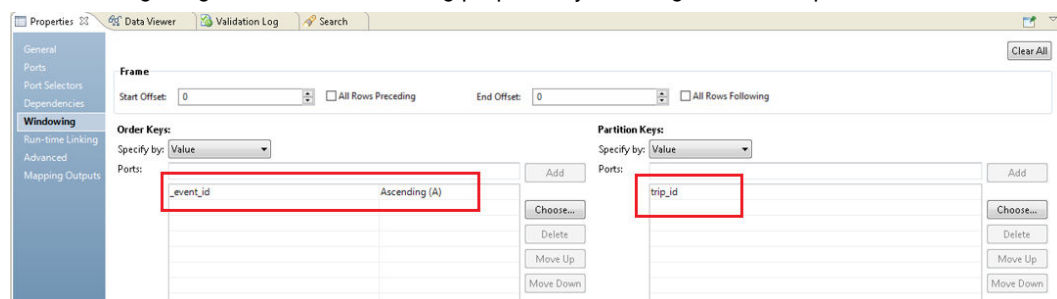 Properties Data Viewer Validation Log Search
Clear All
General
Ports
Port Selectors
Dependencies
Windowing
Run-time Linking
Advanced
Mapping Outputs
Frame
Start Offset: 0 All Rows Preceding End Offset: 0 All Rows Following
Order Keys:
Specify by: Value
Ports: Add
_event_id Ascending (A)
Choose...
Delete
Move Up
Move Down
Partition Keys:
Specify by: Value
Ports: Add
trip_id
Choose...
Delete
Move Up
Move Down